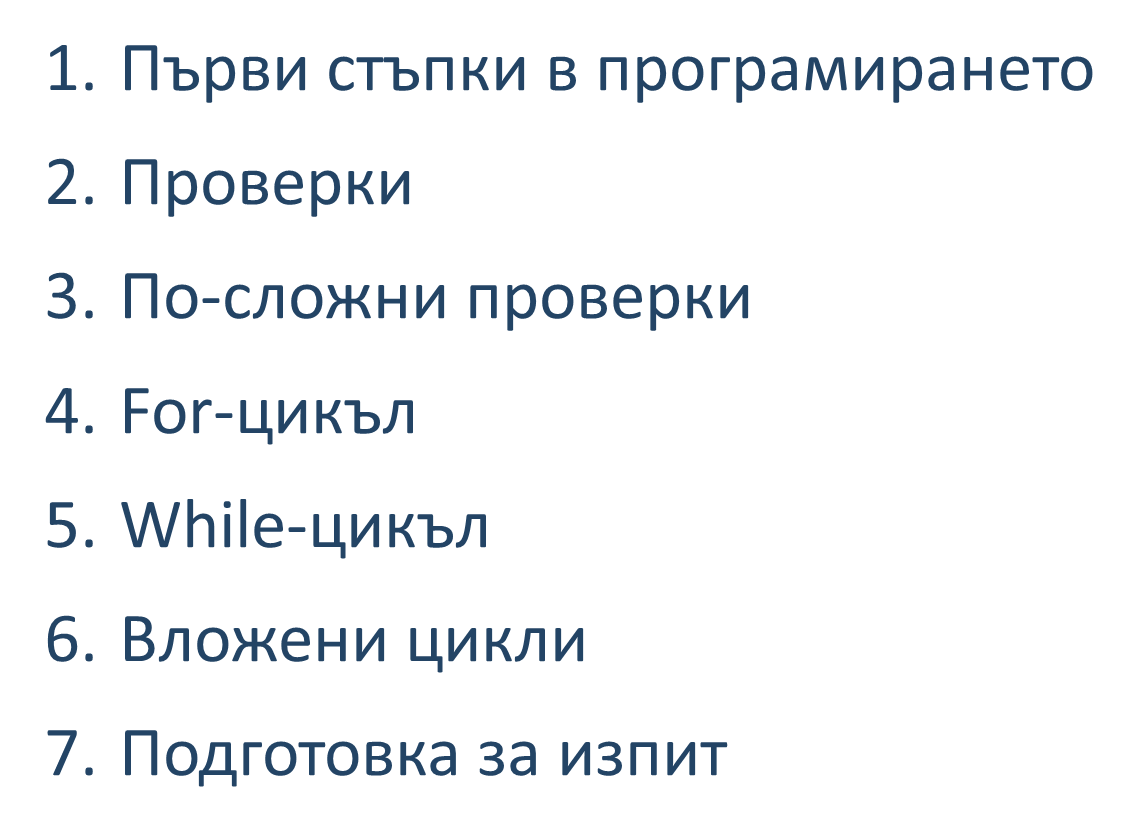 1. Първи стъпки в програмирането
2. Проверки
3. По-сложни проверки
4. For-цикъл
5. While-цикъл
6. Вложени цикли
7. Подготовка за изпит